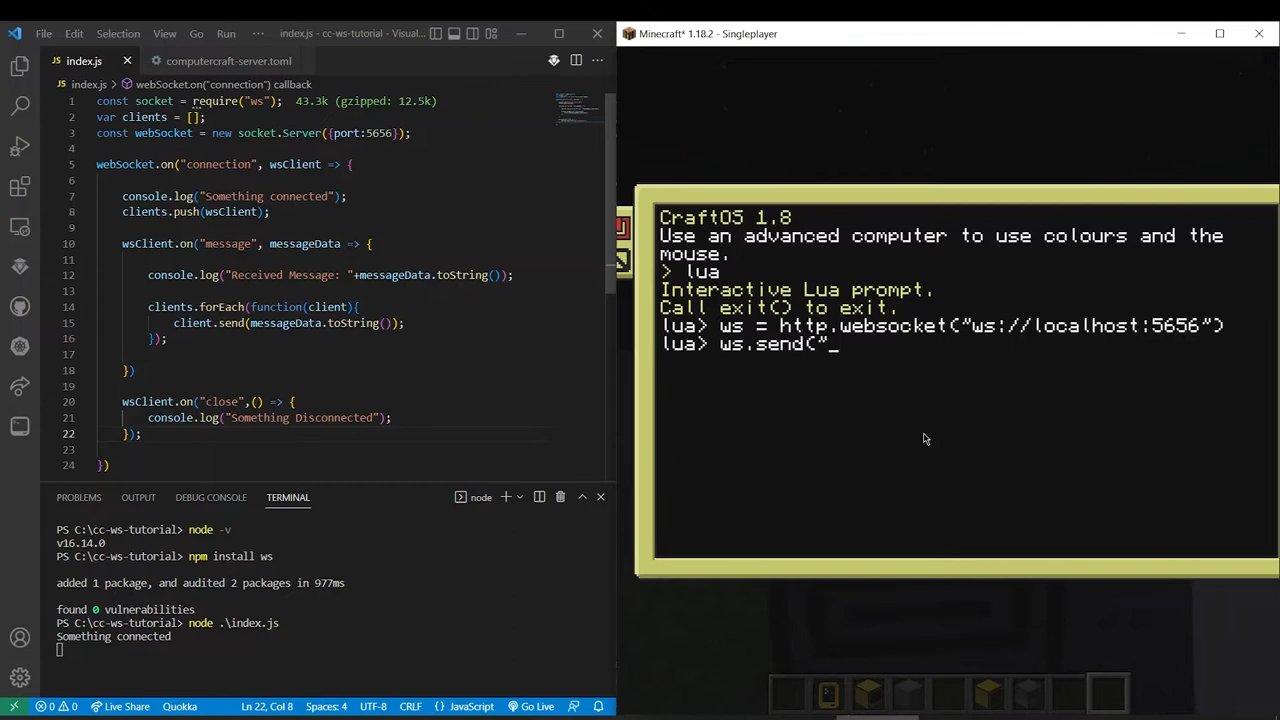 File Edit Selection View Go Run ··· index.js - cc-ws-tutorial - Visual...
index.js
computercraft-server.toml
index.js > webSocket.on("connection") callback
1 const socket = require("ws"); 43.3k (gzipped: 12.5k)
2 var clients = [];
3 const webSocket = new socket.Server({port:5656});
4
5 webSocket.on("connection", wsClient => {
6
7 console.log("Something connected");
8 clients.push(wsClient);
9
10 wsClient.on("message", messageData => {
11
12 console.log("Received Message: "+messageData.toString());
13
14 clients.forEach(function(client){
15 client.send(messageData.toString());
16 });
17
18 })
19
20 wsClient.on("close",() => {
21 console.log("Something Disconnected");
22 });
23
24 })
PROBLEMS OUTPUT DEBUG CONSOLE TERMINAL node
PS C:\cc-ws-tutorial> node -v
v16.14.0
PS C:\cc-ws-tutorial> npm install ws
added 1 package, and audited 2 packages in 977ms
found 0 vulnerabilities
PS C:\cc-ws-tutorial> node .\index.js
Something connected
0 0 Live Share Quokka Ln 22, Col 8 Spaces: 4 UTF-8 CRLF {} JavaScript Go Live
Minecraft* 1.18.2 - Singleplayer
CraftOS 1.8
Use an advanced computer to use colours and the
mouse.
> lua
Interactive Lua prompt.
Call exit() to exit.
lua> ws = http.websocket("ws://localhost:5656")
lua> ws.send("_